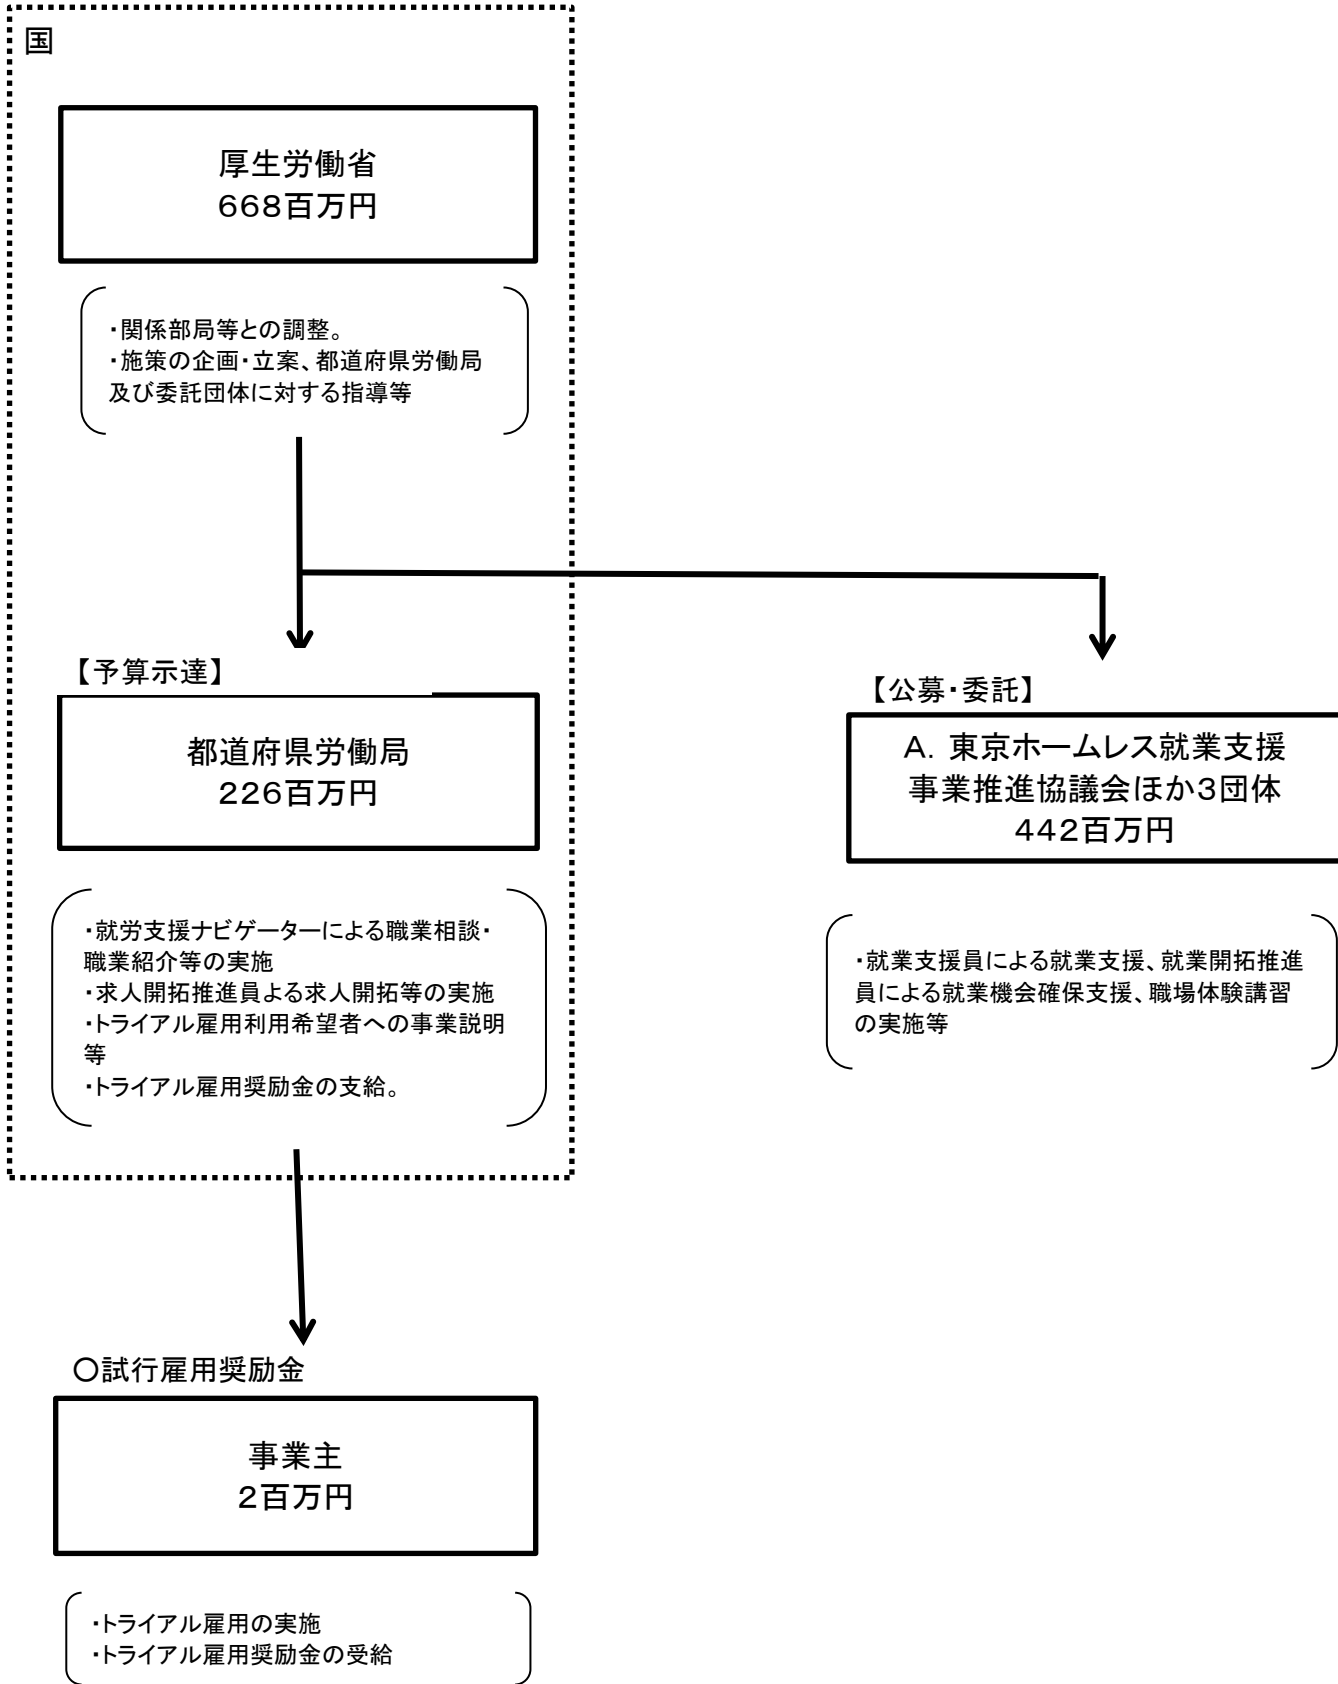 国
厚生労働省
668百万円
・関係部局等との調整。
・施策の企画・立案、都道府県労働局
及び委託団体に対する指導等
【予算示達】
都道府県労働局
226百万円
・就労支援ナビゲーターによる職業相談・
職業紹介等の実施
・求人開拓推進員よる求人開拓等の実施
・トライアル雇用利用希望者への事業説明
等
・トライアル雇用奨励金の支給。
【公募・委託】
A. 東京ホームレス就業支援
事業推進協議会ほか3団体
442百万円
・就業支援員による就業支援、就業開拓推進
員による就業機会確保支援、職場体験講習
の実施等
○試行雇用奨励金
事業主
2百万円
・トライアル雇用の実施
・トライアル雇用奨励金の受給